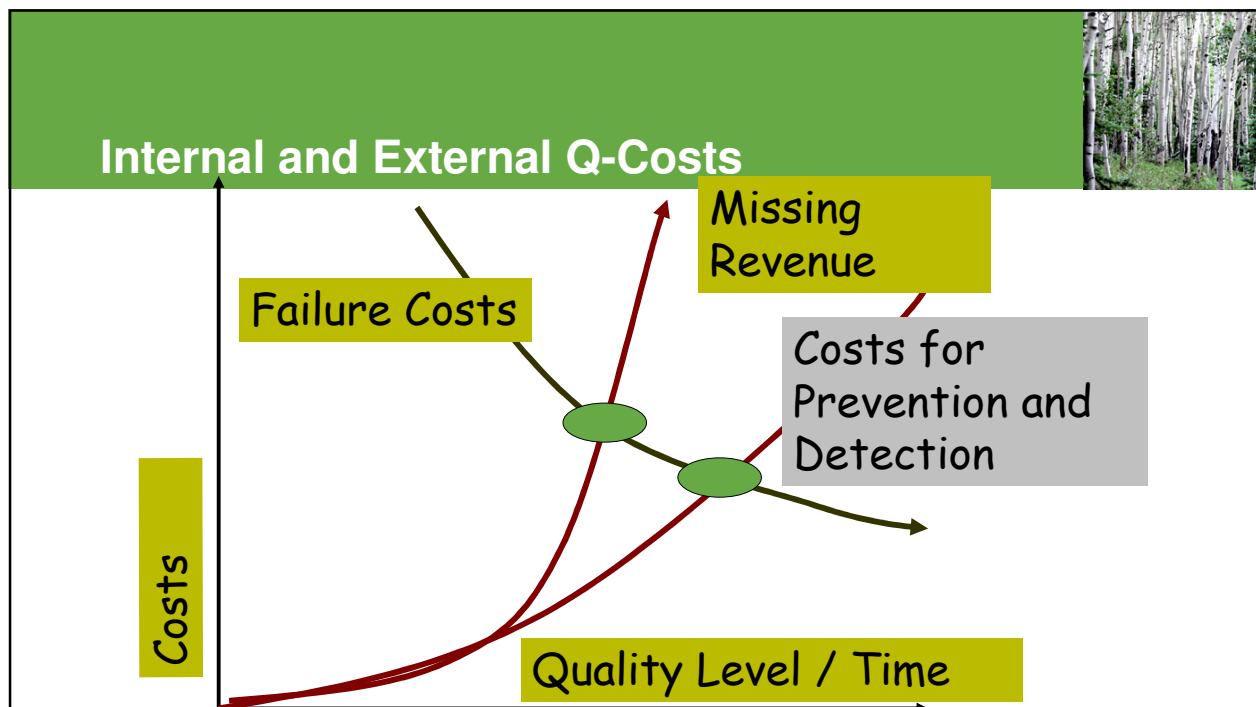 Internal and External Q-Costs
Missing
Revenue
Failure Costs
Costs for
Prevention and
Detection
Costs
Quality Level / Time